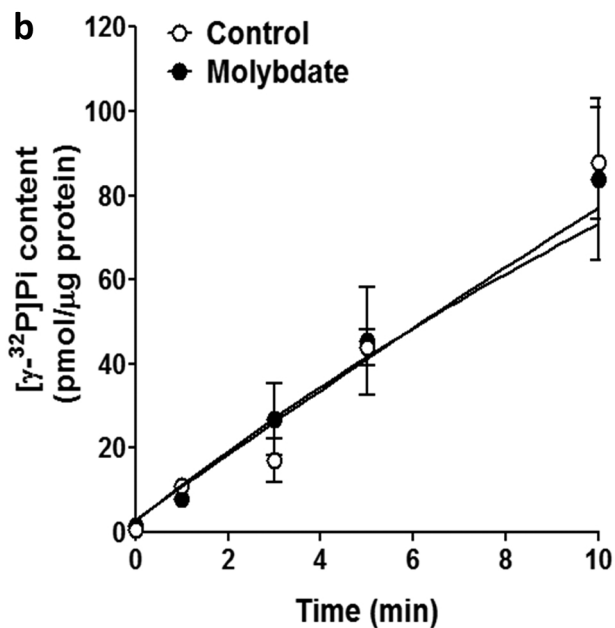 b
Control
Molybdate
[γ-³²P]Pi content
(pmol/µg protein)
120
100
80
60
40
20
0
0 2 4 6 8 10
Time (min)